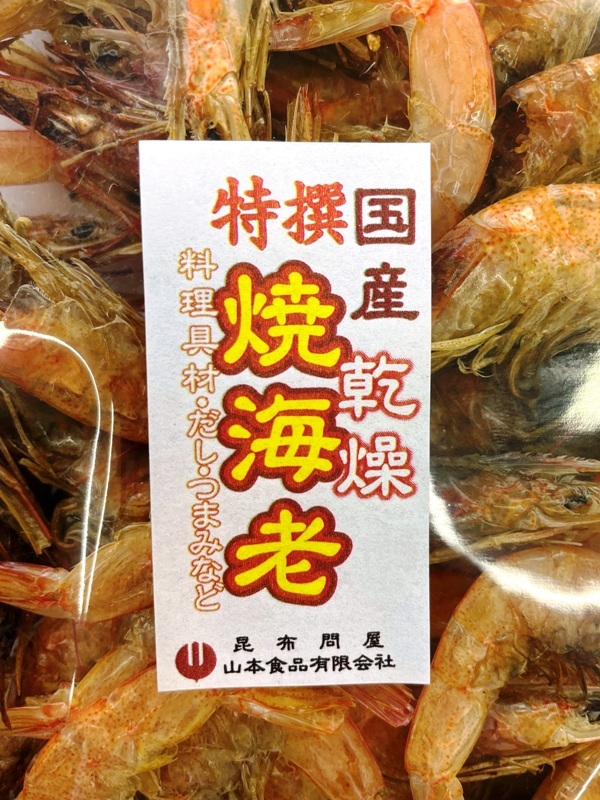 特撰
国産
乾燥
焼海老
料理具材・だし・つまみなど
昆布問屋
山本食品有限会社